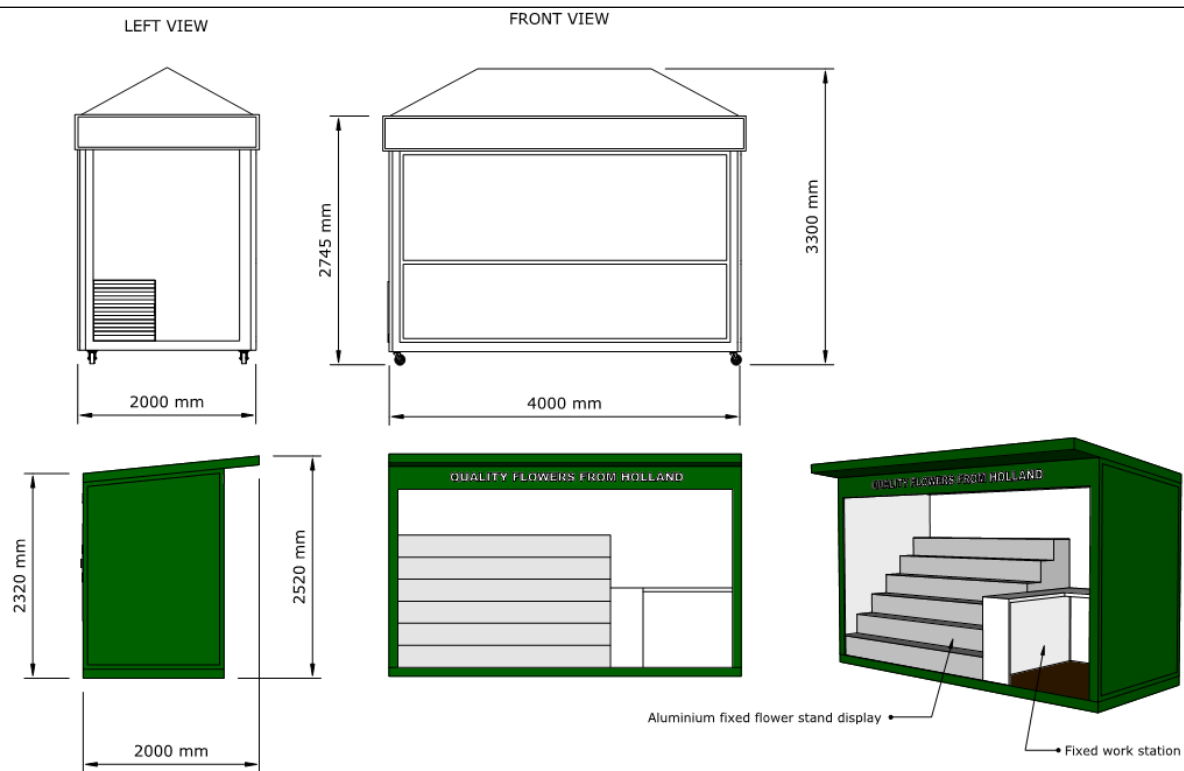 LEFT VIEW
FRONT VIEW
2745 mm
3300 mm
2000 mm
4000 mm
QUALITY FLOWERS FROM HOLLAND
QUALITY FLOWERS FROM HOLLAND
2320 mm
2520 mm
Aluminium fixed flower stand display
2000 mm
Fixed work station